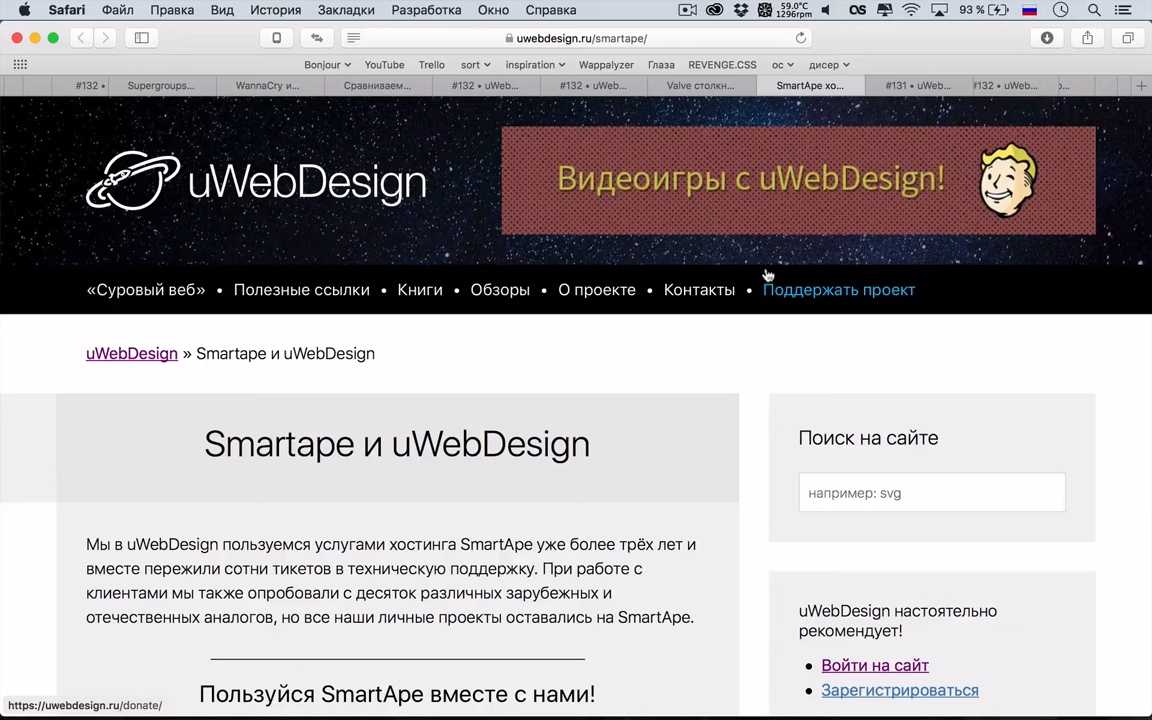 Safari Файл Правка Вид История Закладки Разработка Окно Справка 59.0°C 1296rpm 93 %
uwebdesign.ru/smartape/
Bonjour YouTube Trello sort inspiration Wappalyzer Глаза REVENGE.CSS ос дисер
#132 • Supergroups... WannaCry и... Сравниваем... #132 • uWeb... #132 • uWeb... Valve столкн... SmartApe хо... #131 • uWeb... #132 • uWeb...
uWebDesign
Видеоигры с uWebDesign!
«Суровый веб» • Полезные ссылки • Книги • Обзоры • О проекте • Контакты • Поддержать проект
uWebDesign » Smartape и uWebDesign
Smartape и uWebDesign
Мы в uWebDesign пользуемся услугами хостинга SmartApe уже более трёх лет и
вместе пережили сотни тикетов в техническую поддержку. При работе с
клиентами мы также опробовали с десяток различных зарубежных и
отечественных аналогов, но все наши личные проекты оставались на SmartApe.
Пользуйся SmartApe вместе с нами!
Поиск на сайте
например: svg
uWebDesign настоятельно
рекомендует!
• Войти на сайт
• Зарегистрироваться
https://uwebdesign.ru/donate/